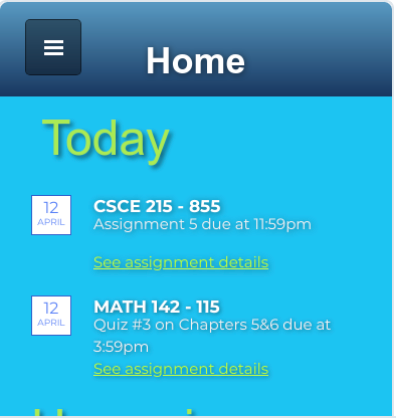 Home
Today
12
APRIL
CSCE 215 - 855
Assignment 5 due at 11:59pm
See assignment details
12
APRIL
MATH 142 - 115
Quiz #3 on Chapters 5&6 due at
3:59pm
See assignment details